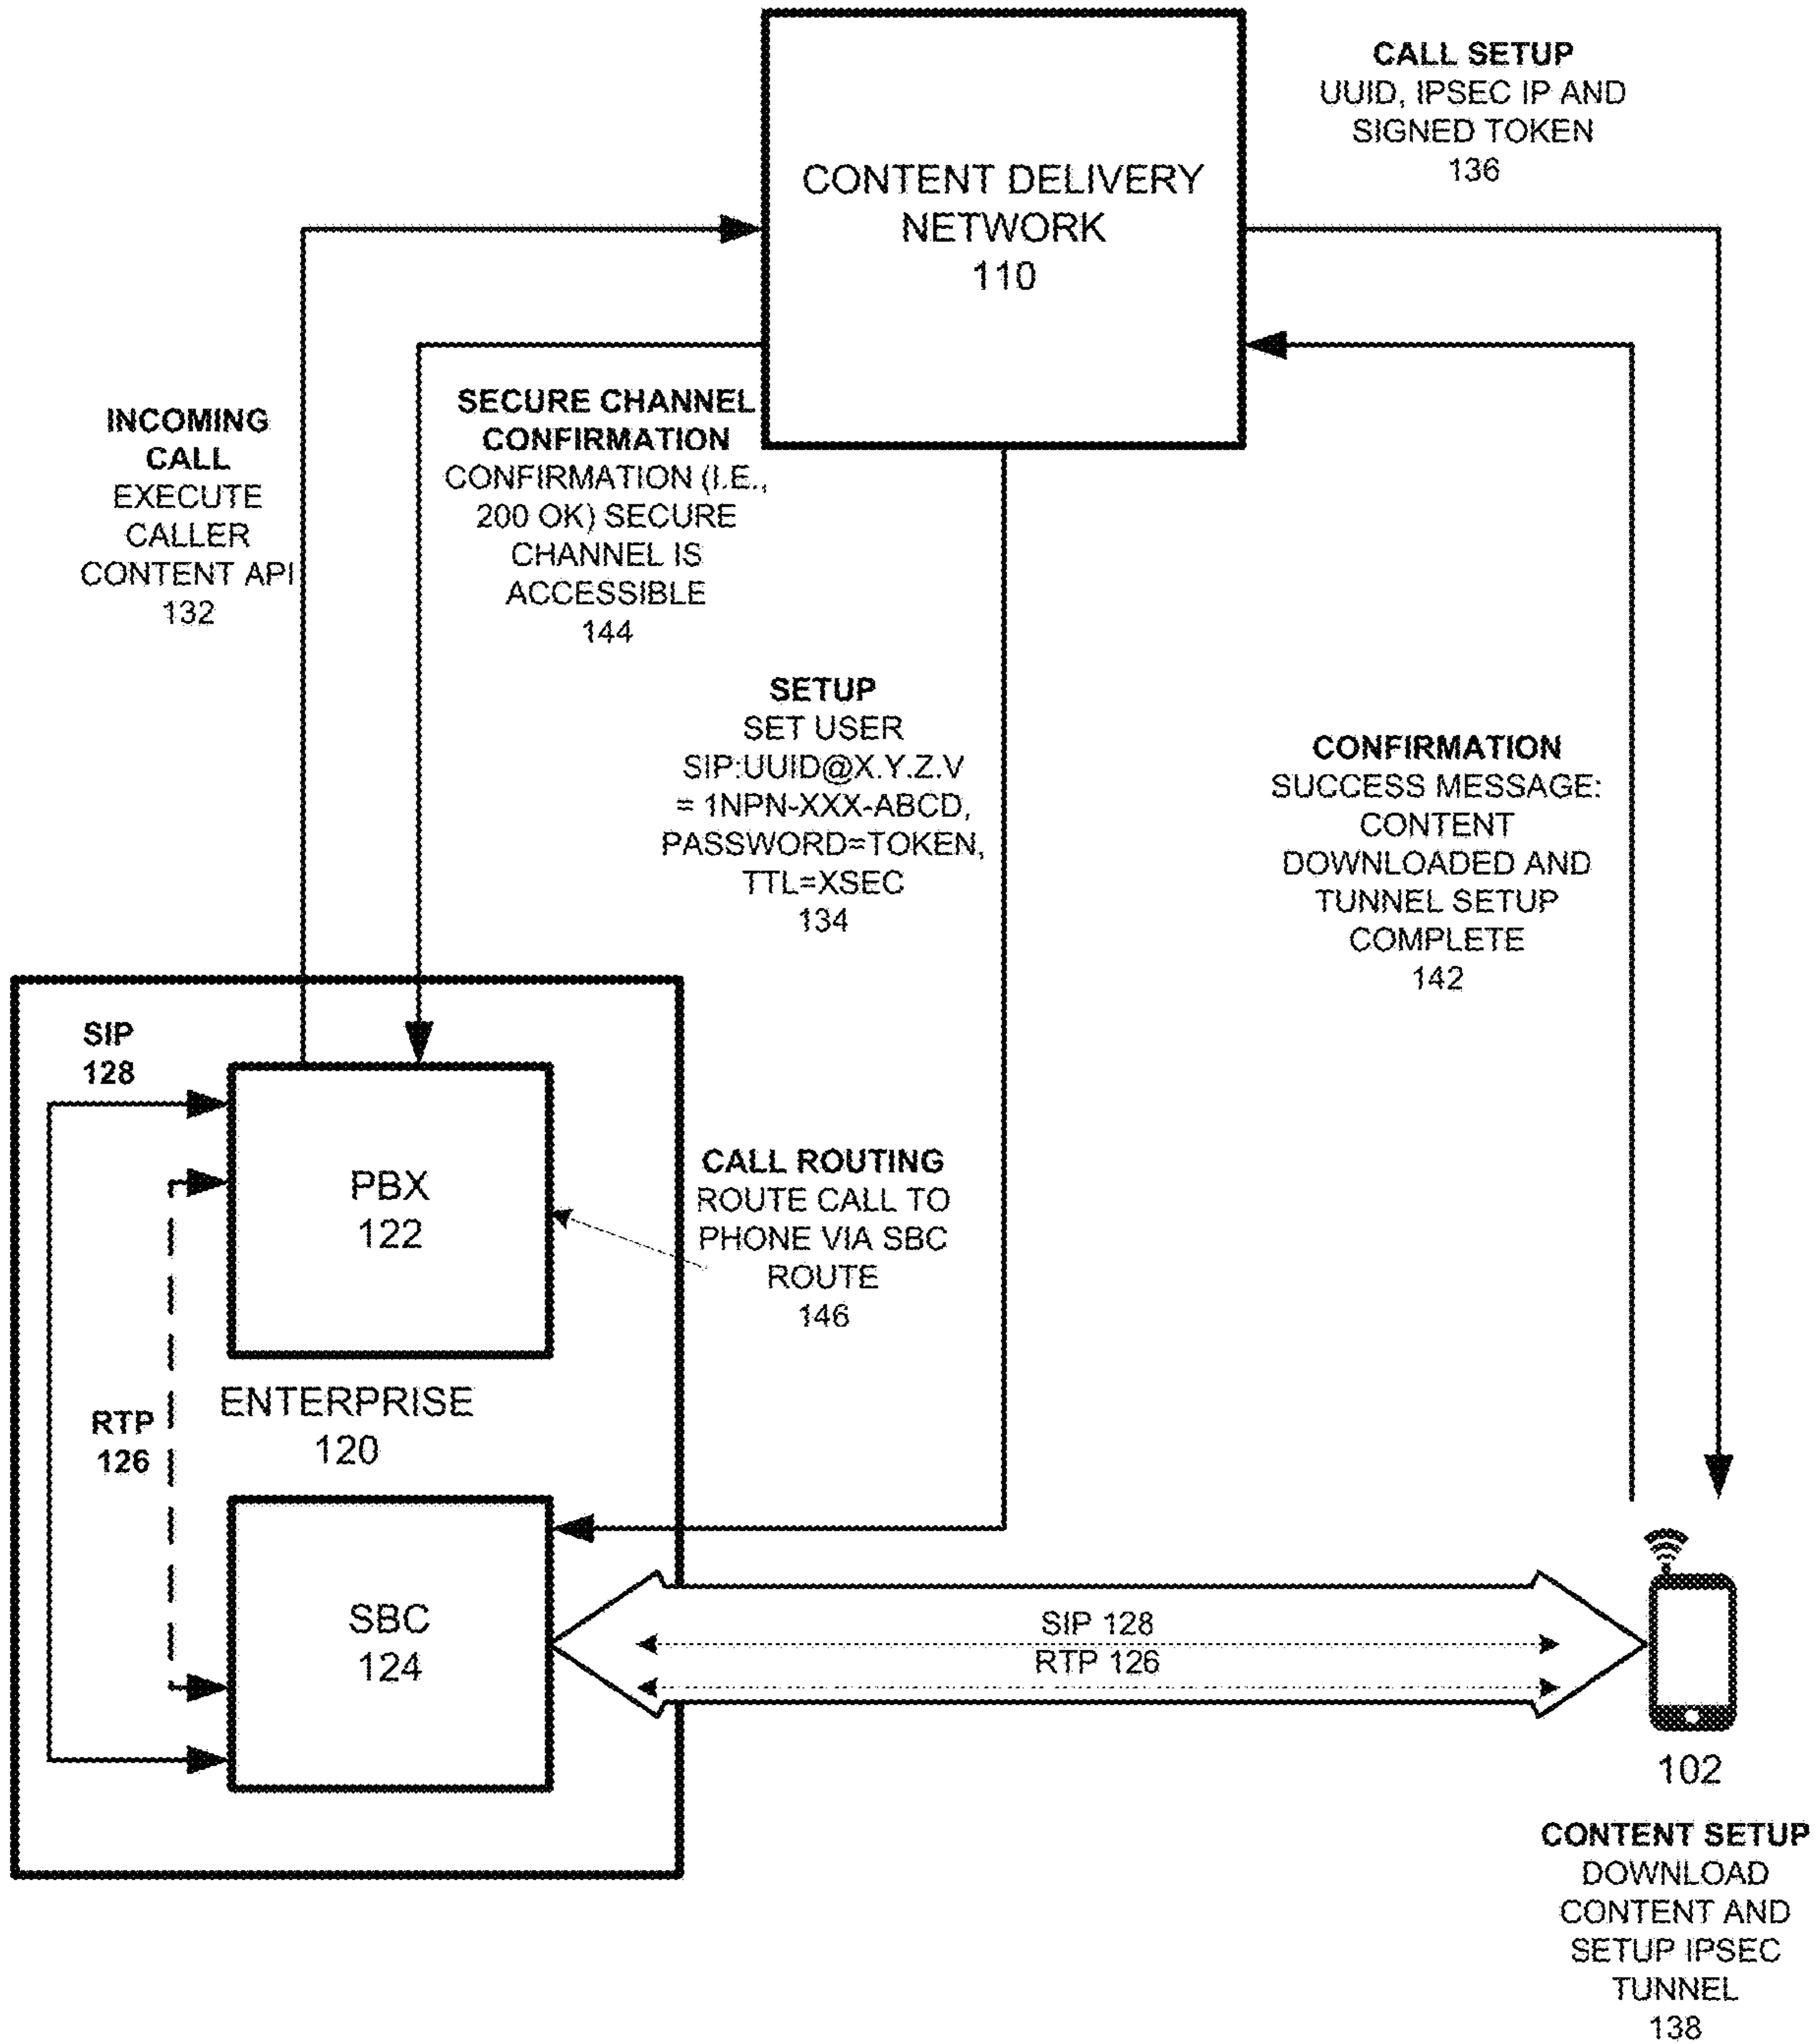 CALL SETUP
UUID, IPSEC IP AND
SIGNED TOKEN
136
CONTENT DELIVERY
NETWORK
110
INCOMING
CALL
EXECUTE
CALLER
CONTENT API
132
SECURE CHANNEL
CONFIRMATION
CONFIRMATION (I.E.,
200 OK) SECURE
CHANNEL IS
ACCESSIBLE
144
SETUP
SET USER
SIP:UUID@X.Y.Z.V
= 1NPN-XXX-ABCD,
PASSWORD=TOKEN,
TTL=XSEC
134
CONFIRMATION
SUCCESS MESSAGE:
CONTENT
DOWNLOADED AND
TUNNEL SETUP
COMPLETE
142
SIP
128
PBX
122
CALL ROUTING
ROUTE CALL TO
PHONE VIA SBC
ROUTE
146
ENTERPRISE
120
RTP
126
SBC
124
SIP 128
RTP 126
102
CONTENT SETUP
DOWNLOAD
CONTENT AND
SETUP IPSEC
TUNNEL
138